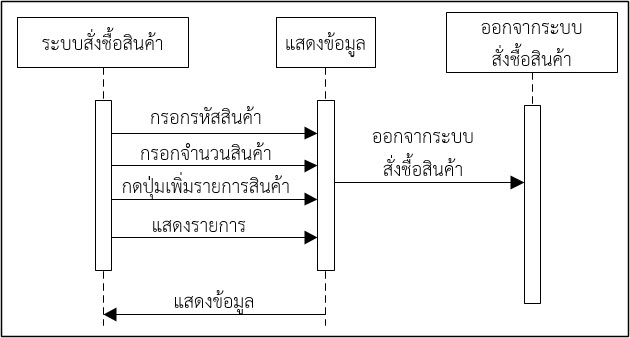 ระบบสั่งซื้อสินค้า
แสดงข้อมูล
ออกจากระบบ
สั่งซื้อสินค้า
กรอกรหัสสินค้า
กรอกจำนวนสินค้า
กดปุ่มเพิ่มรายการสินค้า
แสดงรายการ
ออกจากระบบ
สั่งซื้อสินค้า
แสดงข้อมูล